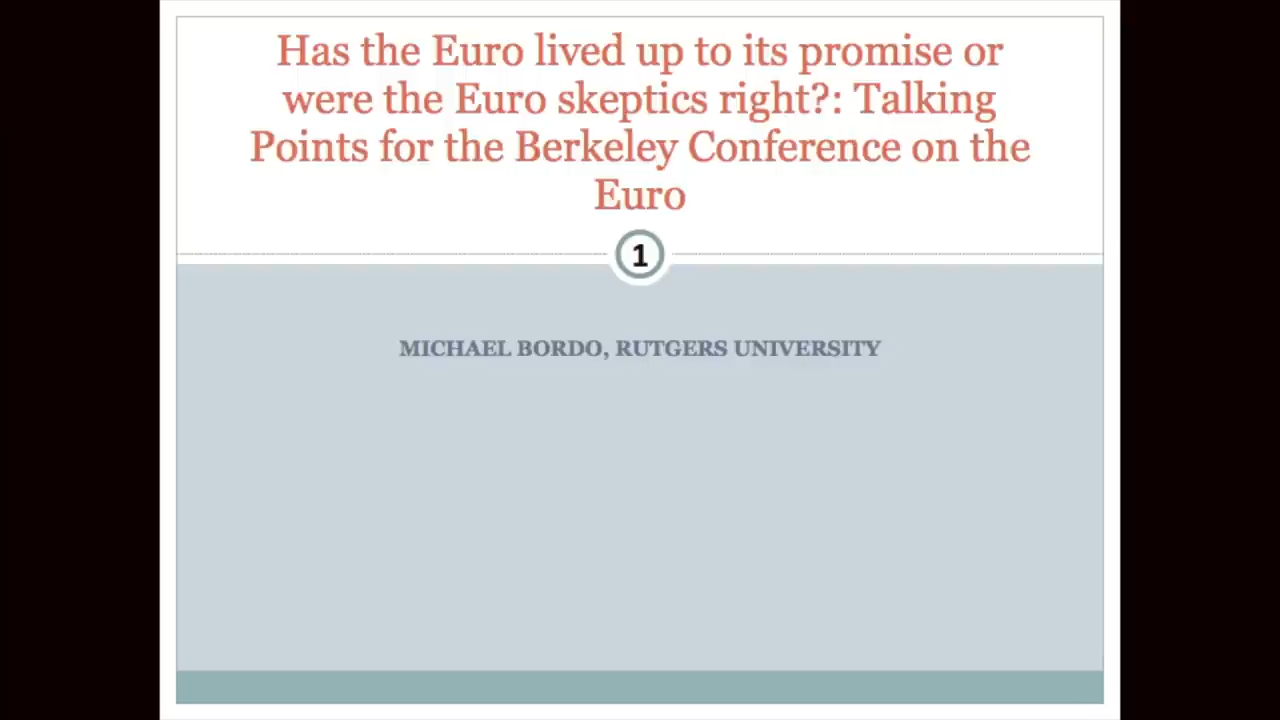 Has the Euro lived up to its promise or
were the Euro skeptics right?: Talking
Points for the Berkeley Conference on the
Euro
1
MICHAEL BORDO, RUTGERS UNIVERSITY